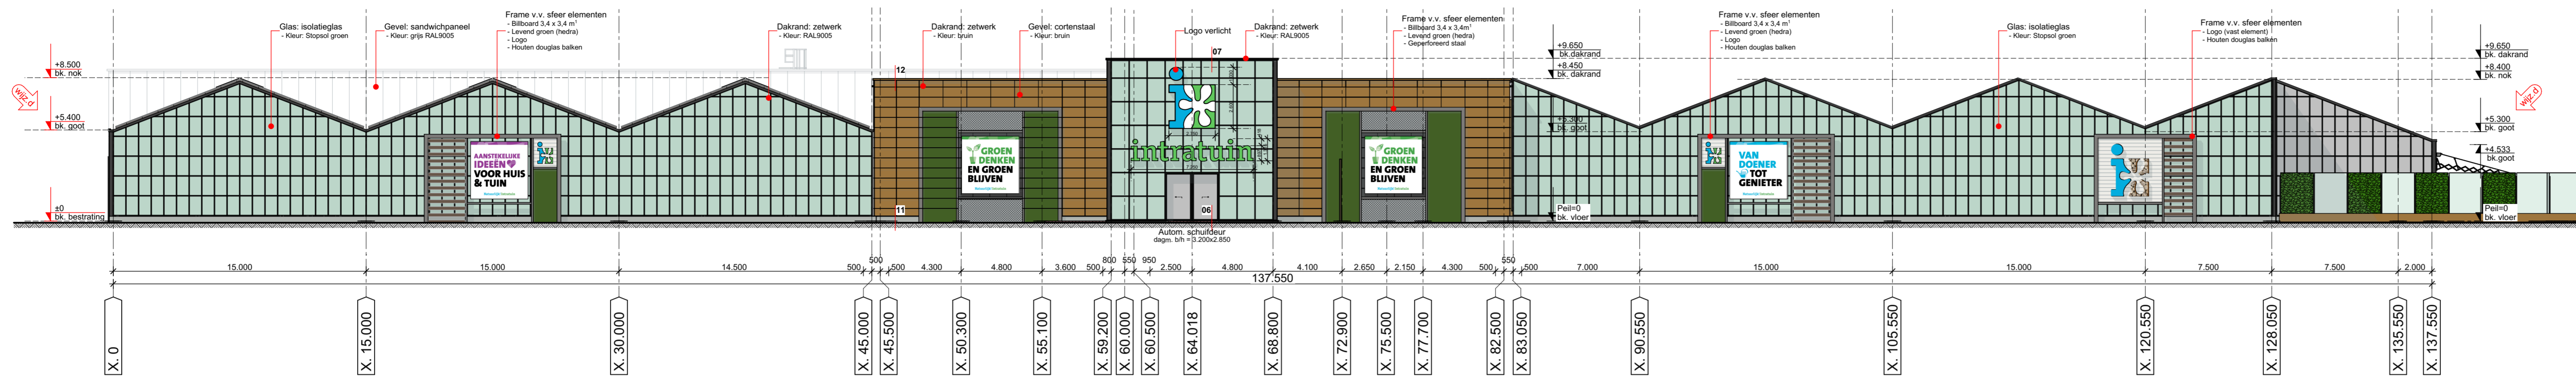 Glas: isolatieglas
- Kleur: Stopsol groen
Gevel: sandwichpaneel
- Kleur: grijs RAL9005
Frame v.v. sfeer elementen
- Billboard 3,4 x 3,4 m¹
- Levend groen (hedra)
- Logo
- Houten douglas balken
Dakrand: zetwerk
- Kleur: RAL9005
Dakrand: zetwerk
- Kleur: bruin
Gevel: cortenstaal
- Kleur: bruin
Logo verlicht
Dakrand: zetwerk
- Kleur: RAL9005
Frame v.v. sfeer elementen
- Billboard 3,4 x 3,4m¹
- Levend groen (hedra)
- Geperforeerd staal
Frame v.v. sfeer elementen
- Billboard 3,4 x 3,4 m¹
- Levend groen (hedra)
- Logo
- Houten douglas balken
Glas: isolatieglas
- Kleur: Stopsol groen
Frame v.v. sfeer elementen
- Logo (vast element)
- Houten douglas balken
+8.500
bk. nok
+5.400
bk. goot
±0
bk. bestrating
wijz.d
12
11
07
06
+9.650
bk.dakrand
+8.450
bk. dakrand
+5.300
bk. goot
Peil=0
bk. vloer
+9.650
bk. dakrand
+8.400
bk. nok
+5.300
bk. goot
+4.533
bk.goot
Peil=0
bk. vloer
wijz.d
AANSTEKELIJKE
IDEEËN
VOOR HUIS
& TUIN
GROEN
DENKEN
EN GROEN
BLIJVEN
intratuin
GROEN
DENKEN
EN GROEN
BLIJVEN
VAN
DOENER
TOT
GENIETER
Autom. schuifdeur
dagm. b/h = 3.200x2.850
15.000 15.000 14.500 500 500 500 4.300 4.800 3.600 500 800 550 950 2.500 4.800 4.100 2.650 2.150 4.300 500 550 500 7.000 15.000 15.000 7.500 7.500 2.000
137.550
X. 0
X. 15.000
X. 30.000
X. 45.000
X. 45.500
X. 50.300
X. 55.100
X. 59.200
X. 60.000
X. 60.500
X. 64.018
X. 68.800
X. 72.900
X. 75.500
X. 77.700
X. 82.500
X. 83.050
X. 90.550
X. 105.550
X. 120.550
X. 128.050
X. 135.550
X. 137.550